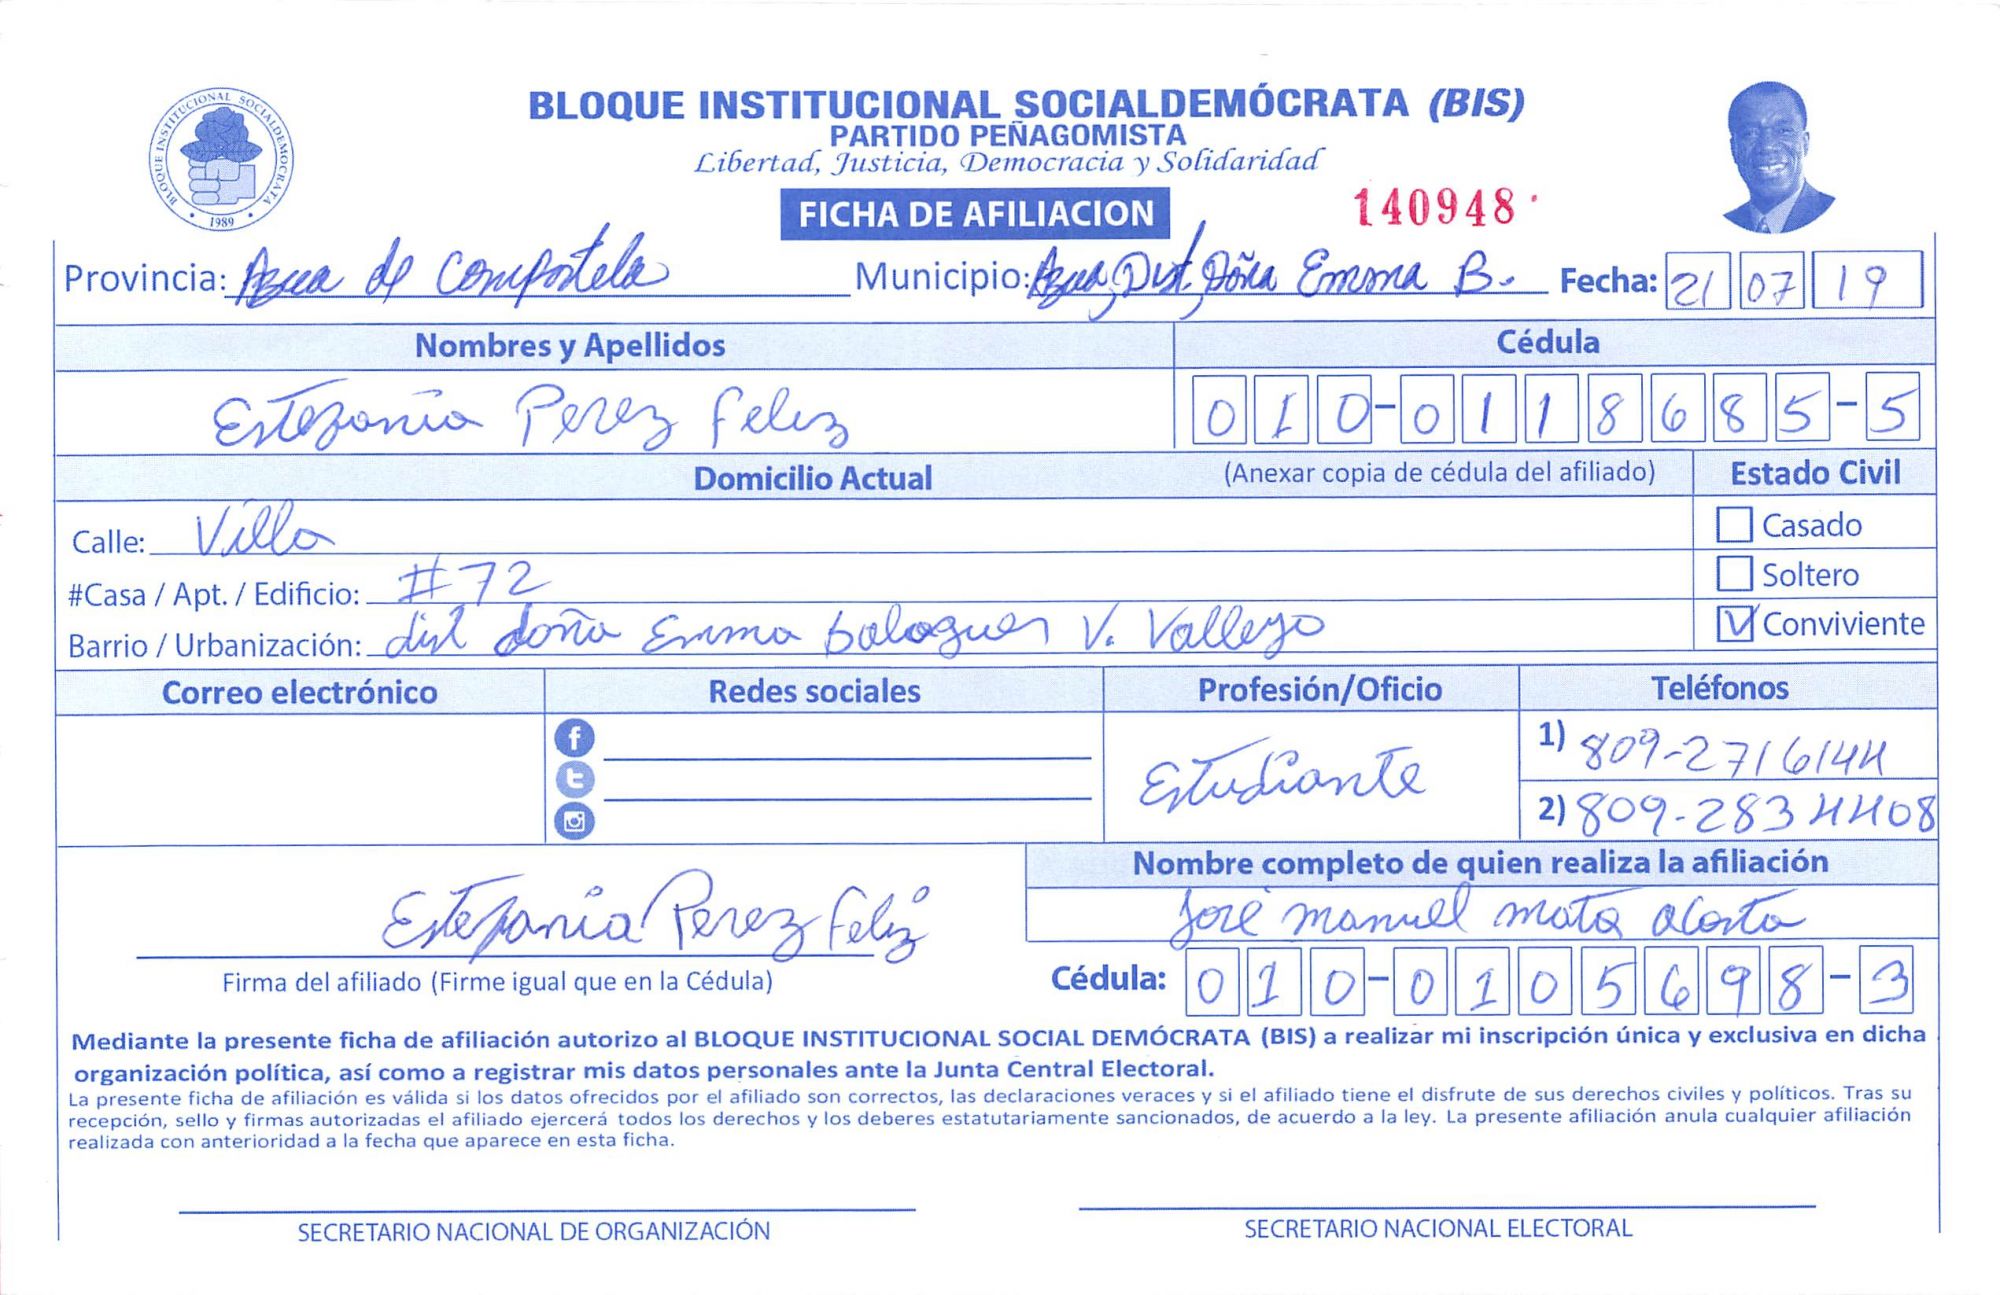 BLOQUE INSTITUCIONAL SOCIALDEMÓCRATA (BIS)
PARTIDO PEÑAGOMISTA
Libertad, Justicia, Democracia y Solidaridad
BLOQUE INSTITUCIONAL SOCIALDEMOCRATA
1989
FICHA DE AFILIACION
140948
Provincia: Azua de Compostela Municipio: Azua, Dist. Doña Emma B. Fecha: 21 07 19
Nombres y Apellidos Cédula
Estefania Perez Feliz 010-0118685-5
Domicilio Actual (Anexar copia de cédula del afiliado) Estado Civil
Calle: Villa Casado
#Casa / Apt. / Edificio: #72 Soltero
Barrio / Urbanización: dist doña Emma balaguer V. Vallejo Conviviente
Correo electrónico Redes sociales Profesión/Oficio Teléfonos
Estudiante
1) 809-2716144
2) 809-2834408
Nombre completo de quien realiza la afiliación
Estefania Perez Feliz José manuel mata acosta
Firma del afiliado (Firme igual que en la Cédula) Cédula: 010-0105698-3
Mediante la presente ficha de afiliación autorizo al BLOQUE INSTITUCIONAL SOCIAL DEMÓCRATA (BIS) a realizar mi inscripción única y exclusiva en dicha
organización política, así como a registrar mis datos personales ante la Junta Central Electoral.
La presente ficha de afiliación es válida si los datos ofrecidos por el afiliado son correctos, las declaraciones veraces y si el afiliado tiene el disfrute de sus derechos civiles y políticos. Tras su
recepción, sello y firmas autorizadas el afiliado ejercerá todos los derechos y los deberes estatutariamente sancionados, de acuerdo a la ley. La presente afiliación anula cualquier afiliación
realizada con anterioridad a la fecha que aparece en esta ficha.
SECRETARIO NACIONAL DE ORGANIZACIÓN SECRETARIO NACIONAL ELECTORAL